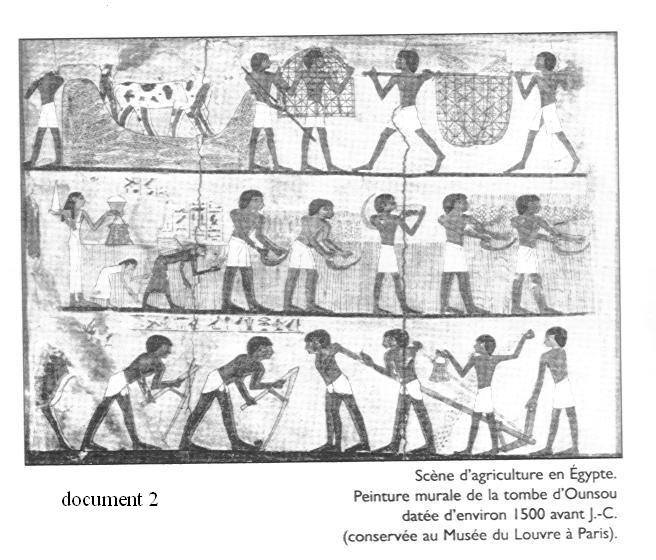 Scène d'agriculture en Égypte.
Peinture murale de la tombe d'Ounsou
datée d'environ 1500 avant J.-C.
(conservée au Musée du Louvre à Paris).
document 2